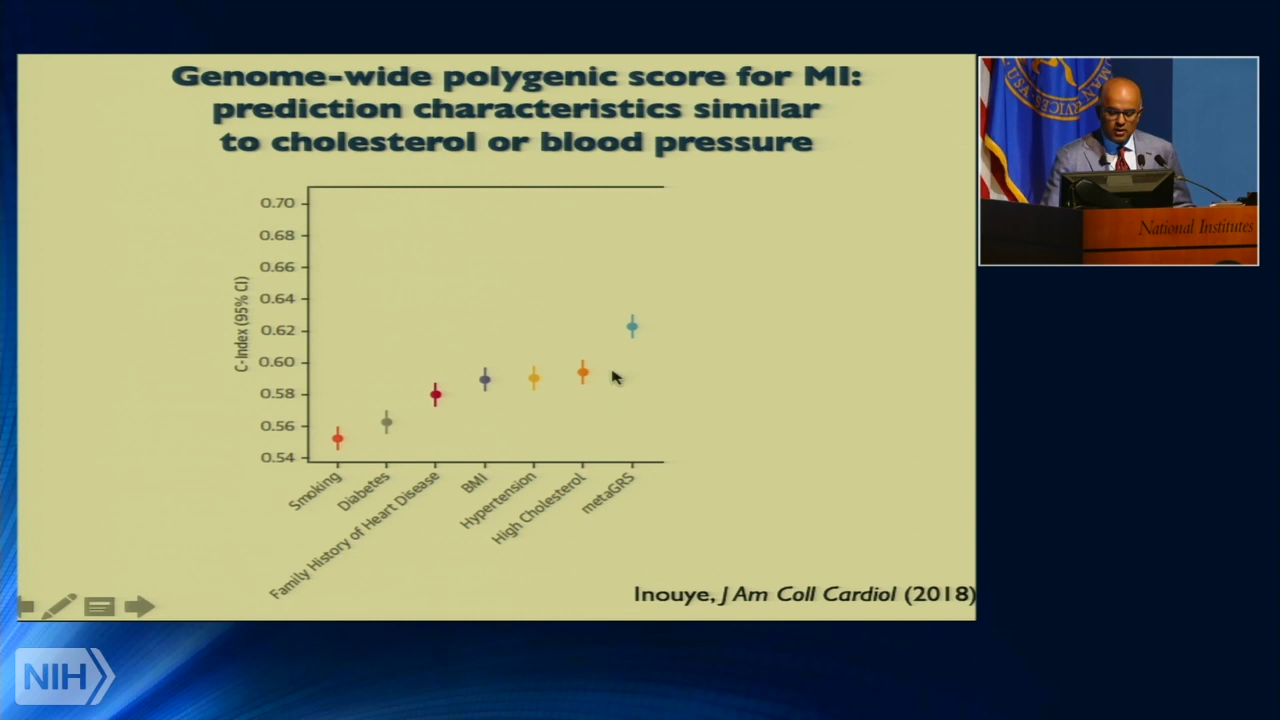 Genome-wide polygenic score for MI:
prediction characteristics similar
to cholesterol or blood pressure
0.70
0.68
0.66
0.64
0.62
0.60
0.58
0.56
0.54
C-Index (95% CI)
Smoking
Diabetes
Family History of Heart Disease
BMI
Hypertension
High Cholesterol
metaGRS
Inouye, J Am Coll Cardiol (2018)
National Institutes
NIH